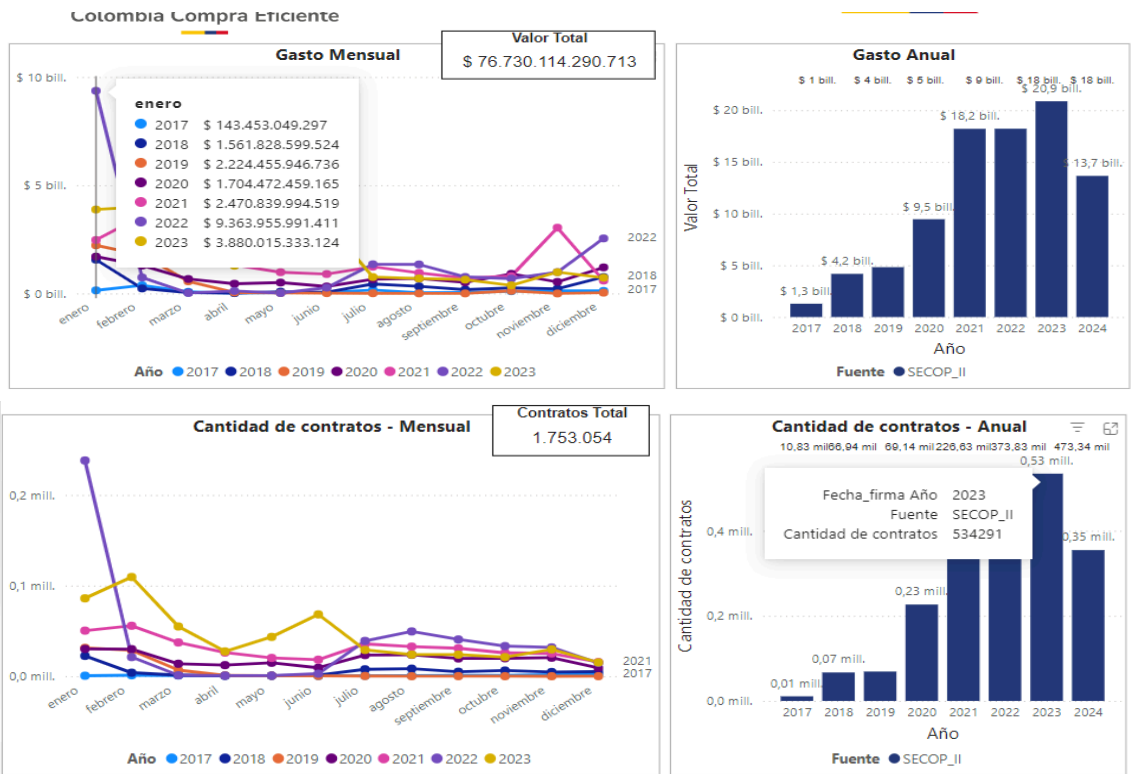 Colombia Compra Eficiente
Gasto Mensual
Valor Total
$ 76.730.114.290.713
$ 10 bill.
$ 5 bill.
$ 0 bill.
enero
2017 $ 143.453.049.297
2018 $ 1.561.828.599.524
2019 $ 2.224.455.946.736
2020 $ 1.704.472.459.165
2021 $ 2.470.839.994.519
2022 $ 9.363.955.991.411
2023 $ 3.880.015.333.124
2022
2018
2017
enero febrero marzo abril mayo junio julio agosto septiembre octubre noviembre diciembre
Año 2017 2018 2019 2020 2021 2022 2023
Gasto Anual
$ 1 bill. $ 4 bill. $ 5 bill. $ 9 bill. $ 18 bill. $ 18 bill.
$ 20,9 bill.
$ 20 bill.
$ 18,2 bill.
$ 15 bill.
$ 13,7 bill.
$ 10 bill.
$ 9,5 bill.
$ 5 bill.
$ 4,2 bill.
$ 1,3 bill.
$ 0 bill.
Valor Total
2017 2018 2019 2020 2021 2022 2023 2024
Año
Fuente SECOP_II
Cantidad de contratos - Mensual
Contratos Total
1.753.054
0,2 mill.
0,1 mill.
0,0 mill.
2021
2017
enero febrero marzo abril mayo junio julio agosto septiembre octubre noviembre diciembre
Año 2017 2018 2019 2020 2021 2022 2023
Cantidad de contratos - Anual
10,83 mil 66,94 mil 69,14 mil 226,63 mil 373,83 mil 473,34 mil
0,53 mill.
Fecha_firma Año 2023
Fuente SECOP_II
Cantidad de contratos 534291
0,4 mill.
0,35 mill.
0,23 mill.
0,2 mill.
0,07 mill.
0,01 mill.
0,0 mill.
Cantidad de contratos
2017 2018 2019 2020 2021 2022 2023 2024
Año
Fuente SECOP_II